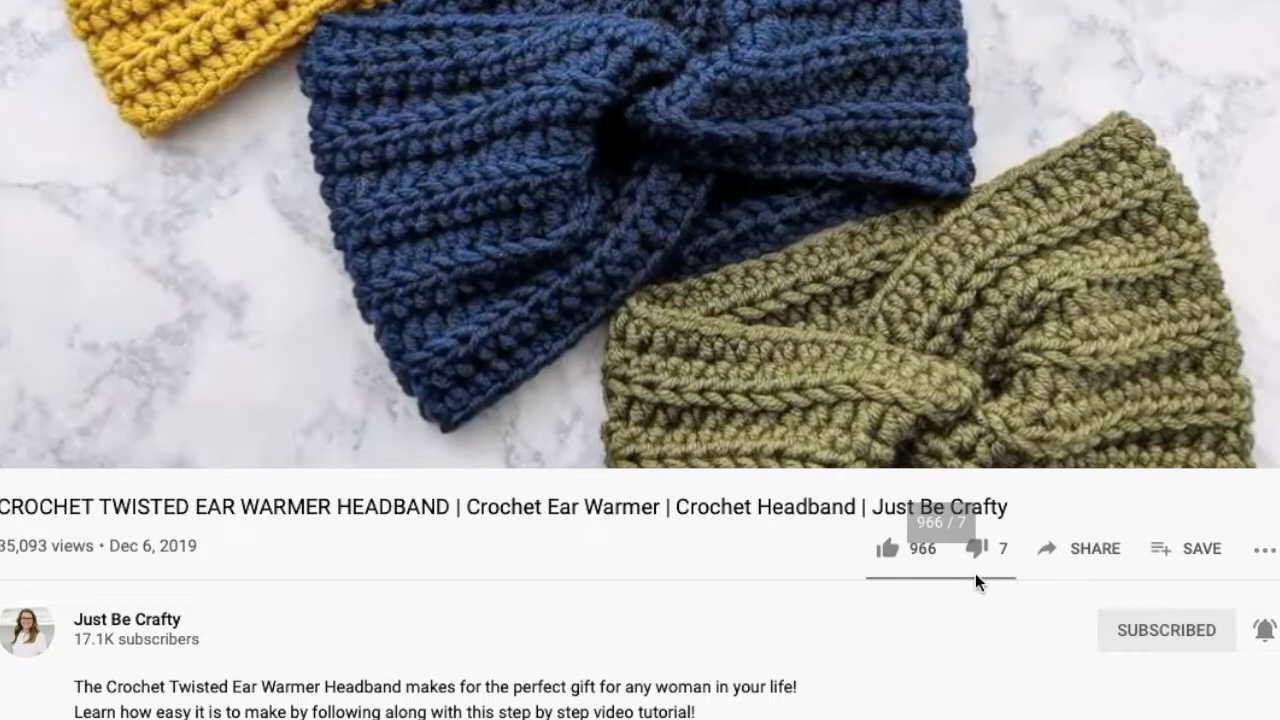 CROCHET TWISTED EAR WARMER HEADBAND | Crochet Ear Warmer | Crochet Headband | Just Be Crafty
966 / 7
35,093 views • Dec 6, 2019
966 7 SHARE SAVE
Just Be Crafty
17.1K subscribers
SUBSCRIBED
The Crochet Twisted Ear Warmer Headband makes for the perfect gift for any woman in your life!
Learn how easy it is to make by following along with this step by step video tutorial!